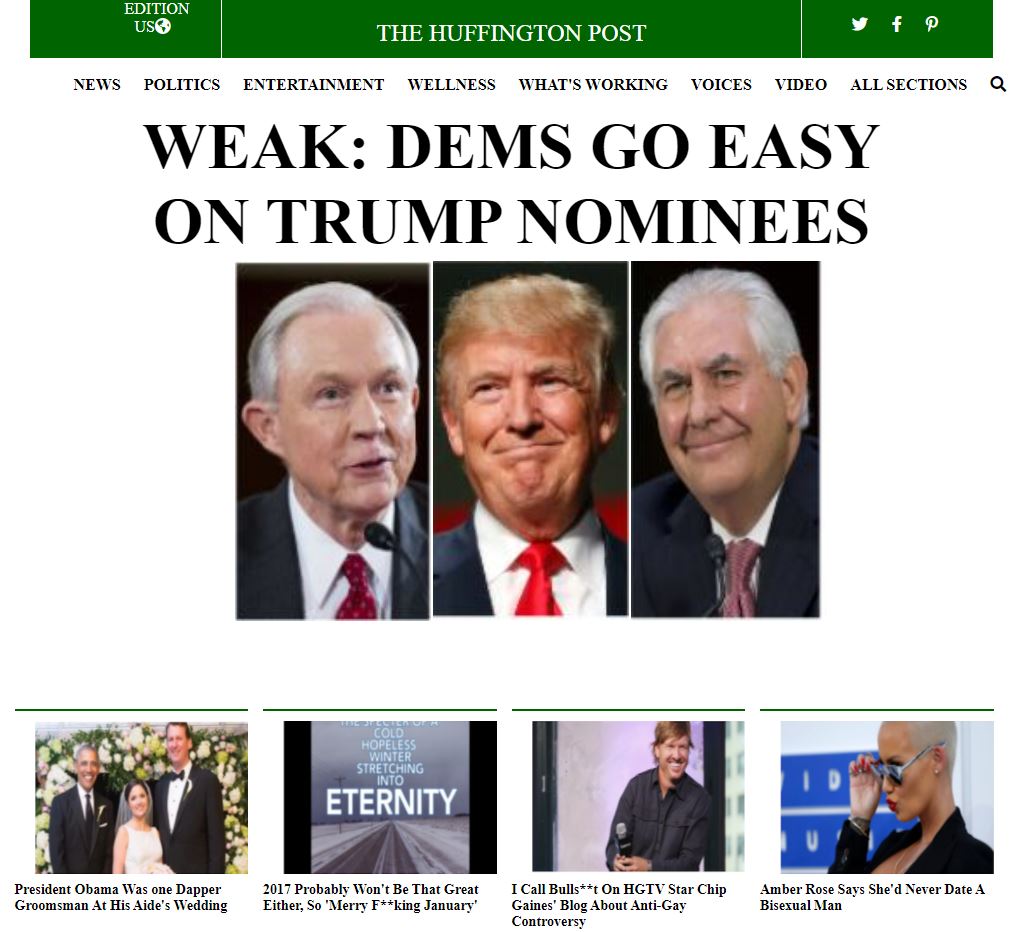 EDITION
US
THE HUFFINGTON POST
NEWS POLITICS ENTERTAINMENT WELLNESS WHAT'S WORKING VOICES VIDEO ALL SECTIONS
WEAK: DEMS GO EASY
ON TRUMP NOMINEES
THE SPECTER OF A
COLD
HOPELESS
WINTER
STRETCHING
INTO
ETERNITY
VID
MUSI
President Obama Was one Dapper
Groomsman At His Aide's Wedding
2017 Probably Won't Be That Great
Either, So 'Merry F**king January'
I Call Bulls**t On HGTV Star Chip
Gaines' Blog About Anti-Gay
Controversy
Amber Rose Says She'd Never Date A
Bisexual Man